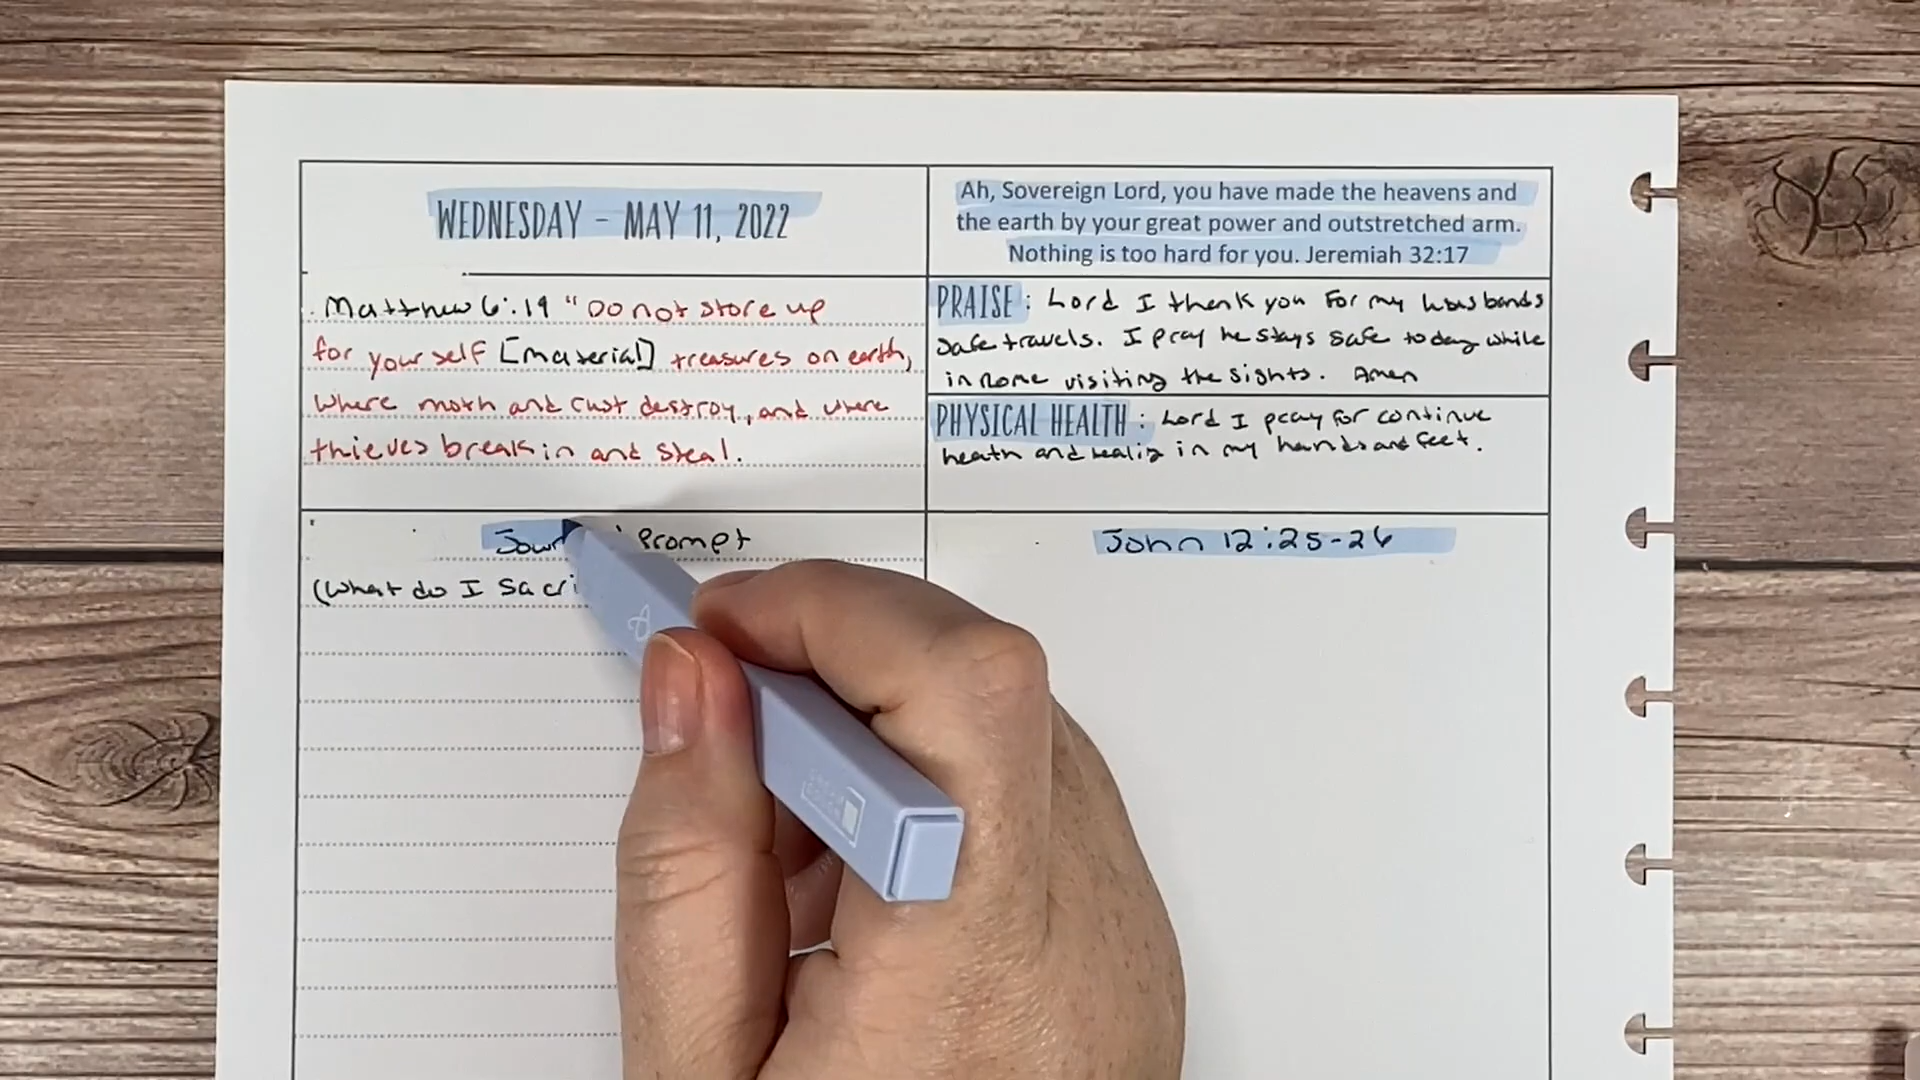 WEDNESDAY - MAY 11, 2022
Ah, Sovereign Lord, you have made the heavens and
the earth by your great power and outstretched arm.
Nothing is too hard for you. Jeremiah 32:17
Matthew 6:19 "Do not store up
for your self [material] treasures on earth,
where moth and rust destroy, and where
thieves break in and steal.
PRAISE: Lord I thank you for my husbands
safe travels. I pray he stays safe today while
in Rome visiting the sights. Amen
PHYSICAL HEALTH: Lord I pray for continue
heath and in my hands and feet.
Prompt
(What do I
John 12:25-26